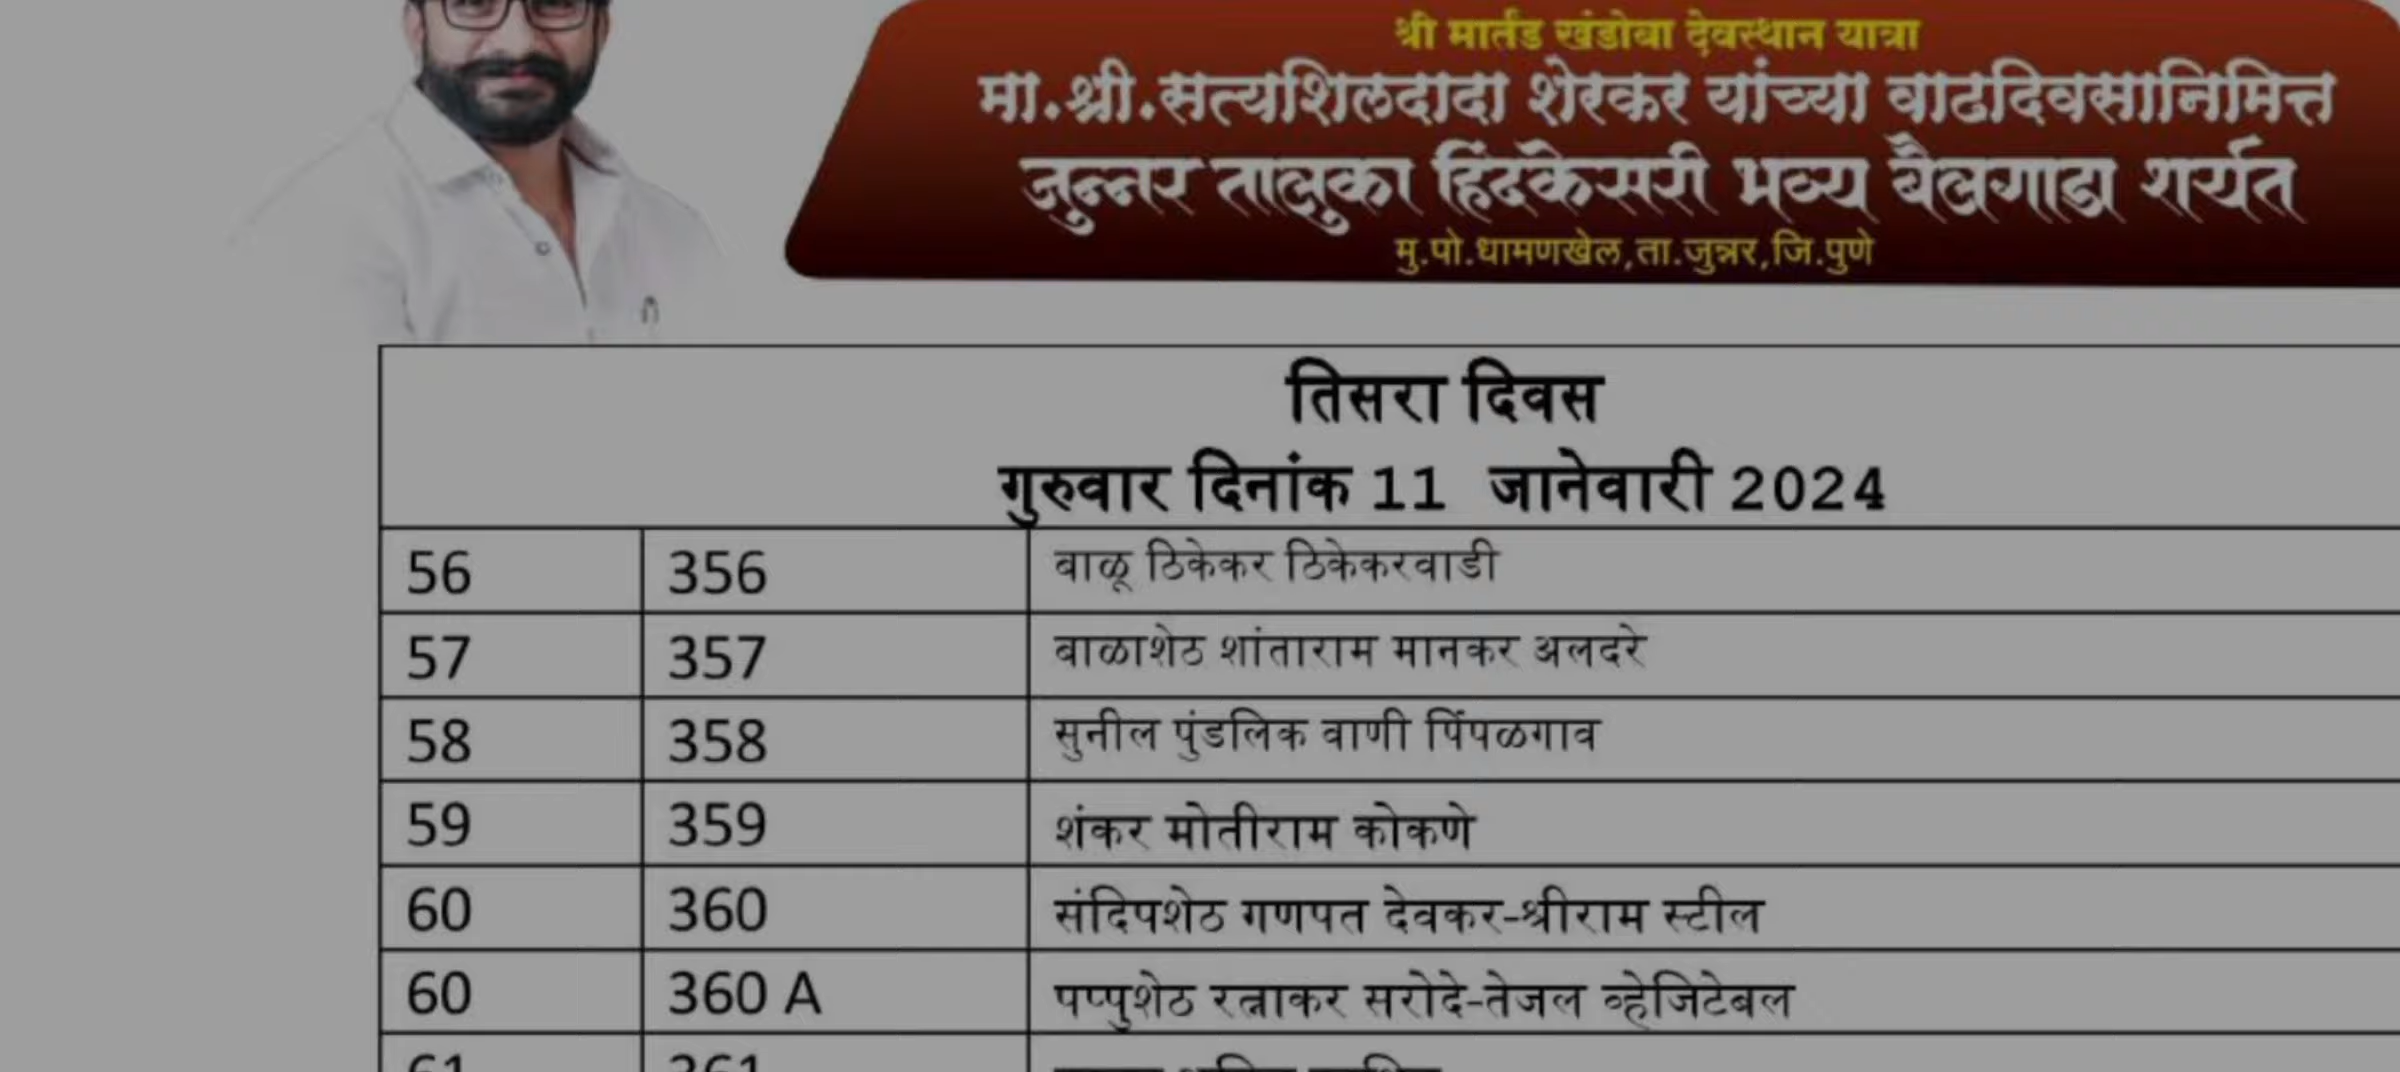 श्री मार्तंड खंडोबा देवस्थान यात्रा
मा.श्री.सत्यशिलदादा शेरकर यांच्या वाढदिवसानिमित्त
जुन्नर तालुका हिंदकेसरी भव्य बैलगाडा शर्यत
मु.पो.धामणखेल,ता.जुन्नर,जि.पुणे
तिसरा दिवस
गुरुवार दिनांक 11 जानेवारी 2024
56 356 बाळू ठिकेकर ठिकेकरवाडी
57 357 बाळाशेठ शांताराम मानकर अलदरे
58 358 सुनील पुंडलिक वाणी पिंपळगाव
59 359 शंकर मोतीराम कोकणे
60 360 संदिपशेठ गणपत देवकर-श्रीराम स्टील
60 360 A पप्पुशेठ रत्नाकर सरोदे-तेजल व्हेजिटेबल
61 361